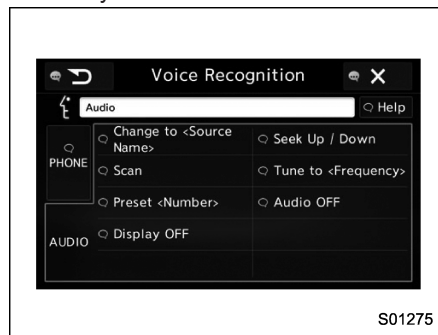 Voice Recognition
Audio
Help
PHONE
AUDIO
Change to <Source
Name>
Seek Up / Down
Scan
Tune to <Frequency>
Preset <Number>
Audio OFF
Display OFF
S01275